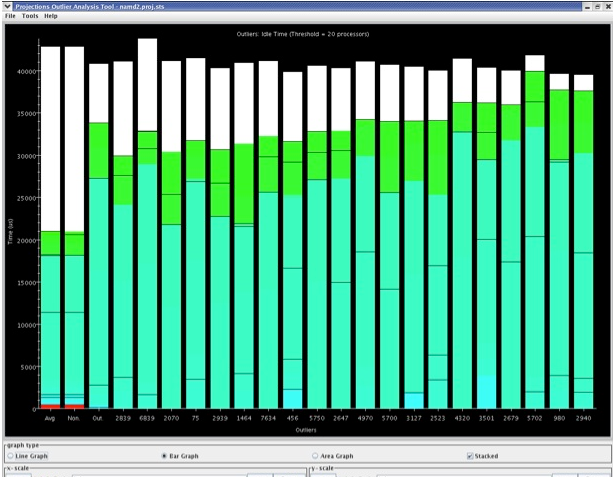 Projections Outlier Analysis Tool - namd2.proj.sts
File Tools Help
Outliers: Idle Time (Threshold = 20 processors)
Time (us)
40000
35000
30000
25000
20000
15000
10000
5000
0
Avg Non. Out. 2839 6839 2070 75 2939 1464 7634 456 5750 2647 4970 5700 3127 2523 4320 3501 2679 5702 980 2940
Outliers
graph type
Line Graph Bar Graph Area Graph Stacked
x-scale y-scale